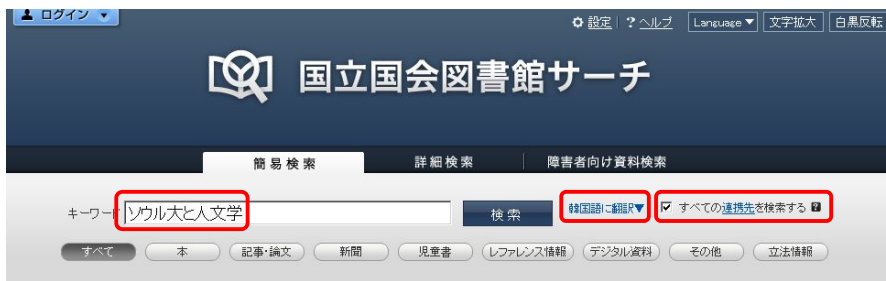 ログイン ▼ 設定 ? ヘルプ Language▼ 文字拡大 白黒反転
国立国会図書館サーチ
簡易検索 詳細検索 障害者向け資料検索
キーワード ソウル大と人文学 検索 韓国語に翻訳▼ すべての連携先を検索する ?
すべて 本 記事・論文 新聞 児童書 レファレンス情報 デジタル資料 その他 立法情報